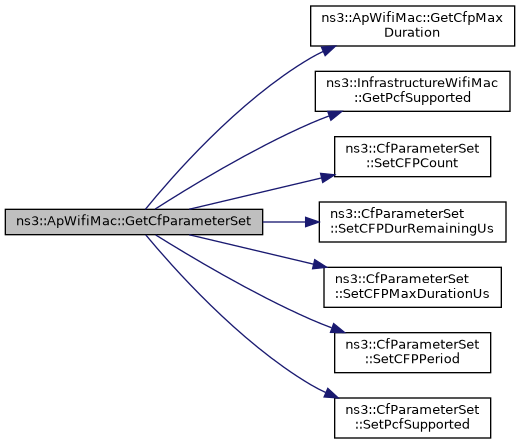 ns3::ApWifiMac::GetCfpMax
Duration
ns3::InfrastructureWifiMac
::GetPcfSupported
ns3::CfParameterSet
::SetCFPCount
ns3::ApWifiMac::GetCfParameterSet
ns3::CfParameterSet
::SetCFPDurRemainingUs
ns3::CfParameterSet
::SetCFPMaxDurationUs
ns3::CfParameterSet
::SetCFPPeriod
ns3::CfParameterSet
::SetPcfSupported